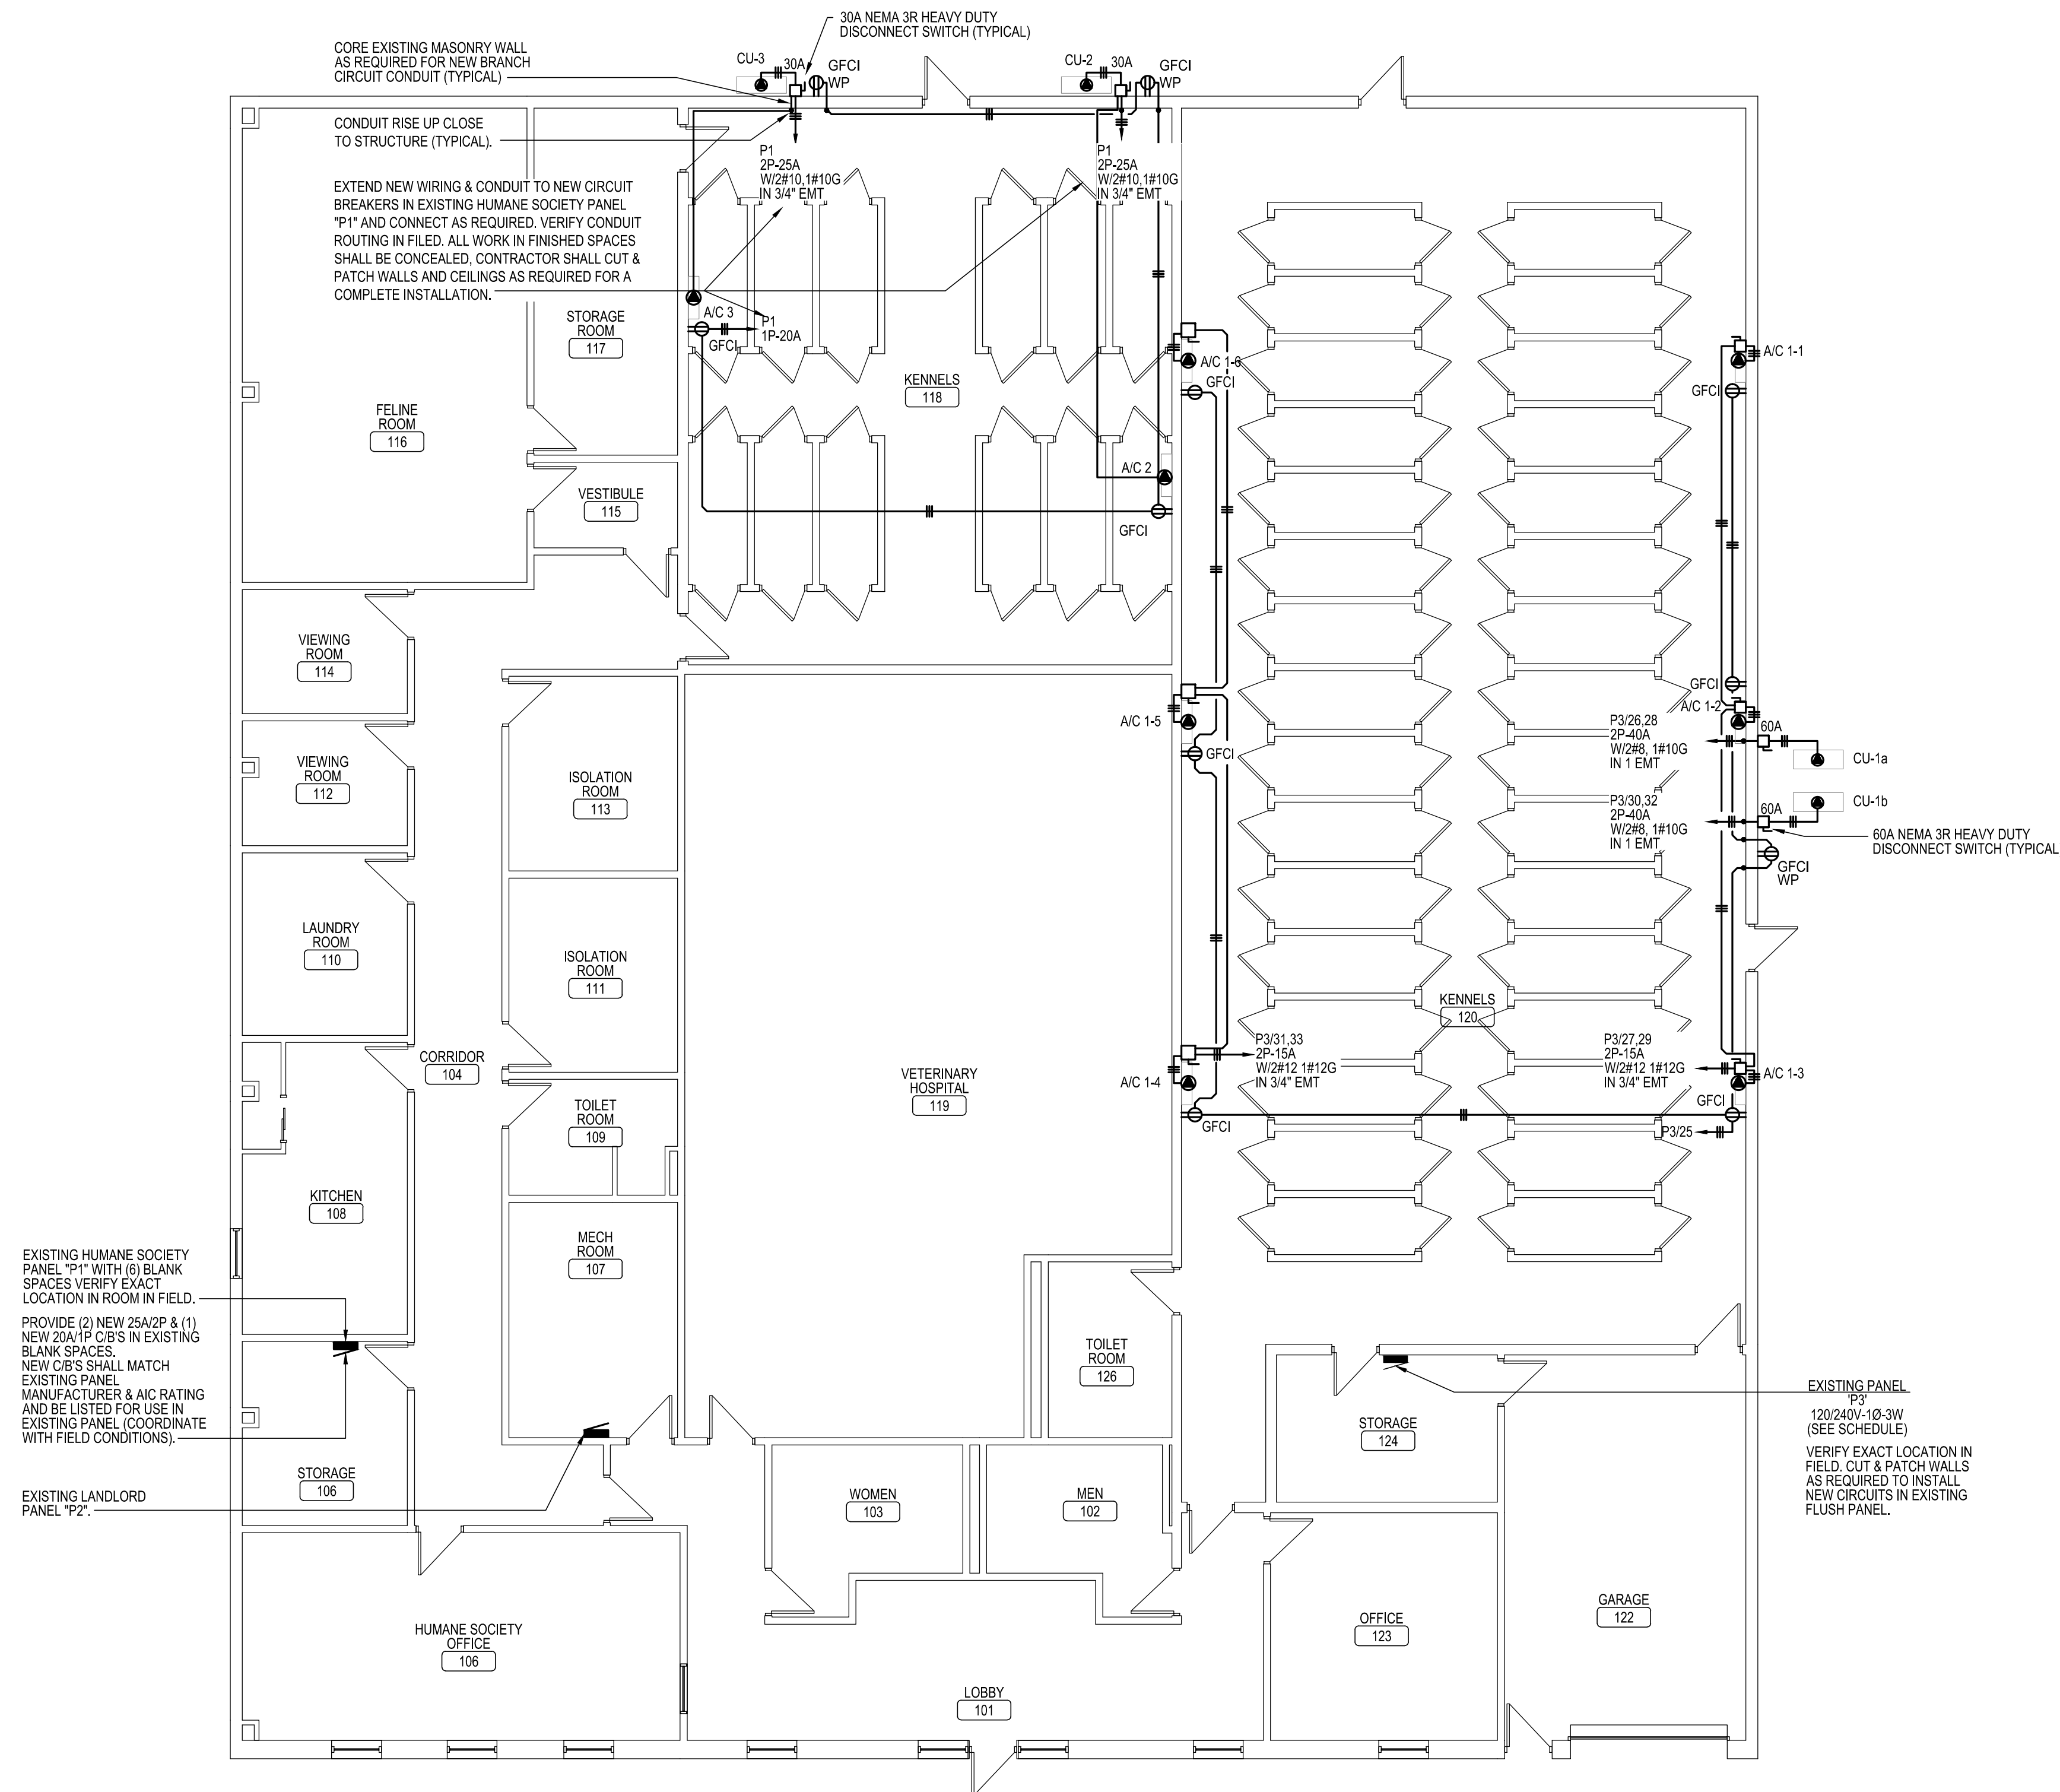 30A NEMA 3R HEAVY DUTY
DISCONNECT SWITCH (TYPICAL)
CORE EXISTING MASONRY WALL
AS REQUIRED FOR NEW BRANCH
CIRCUIT CONDUIT (TYPICAL)
CU-3
30A
GFCI
WP
CU-2
30A
GFCI
WP
CONDUIT RISE UP CLOSE
TO STRUCTURE (TYPICAL).
P1
2P-25A
W/2#10,1#10G
IN 3/4" EMT
P1
2P-25A
W/2#10,1#10G
IN 3/4" EMT
EXTEND NEW WIRING & CONDUIT TO NEW CIRCUIT
BREAKERS IN EXISTING HUMANE SOCIETY PANEL
"P1" AND CONNECT AS REQUIRED. VERIFY CONDUIT
ROUTING IN FILED. ALL WORK IN FINISHED SPACES
SHALL BE CONCEALED, CONTRACTOR SHALL CUT &
PATCH WALLS AND CEILINGS AS REQUIRED FOR A
COMPLETE INSTALLATION.
STORAGE
ROOM
117
A/C 3
GFCI
P1
1P-20A
KENNELS
118
A/C 1-6
GFCI
A/C 1-1
GFCI
FELINE
ROOM
116
A/C 2
GFCI
VESTIBULE
115
VIEWING
ROOM
114
VIEWING
ROOM
112
ISOLATION
ROOM
113
A/C 1-5
GFCI
GFCI
A/C 1-2
P3/26,28
2P-40A
W/2#8, 1#10G
IN 1 EMT
60A
CU-1a
P3/30,32
2P-40A
W/2#8, 1#10G
IN 1 EMT
60A
CU-1b
60A NEMA 3R HEAVY DUTY
DISCONNECT SWITCH (TYPICAL
GFCI
WP
LAUNDRY
ROOM
110
ISOLATION
ROOM
111
KENNELS
120
CORRIDOR
104
VETERINARY
HOSPITAL
119
P3/31,33
2P-15A
W/2#12 1#12G
IN 3/4" EMT
A/C 1-4
GFCI
P3/27,29
2P-15A
W/2#12 1#12G
IN 3/4" EMT
A/C 1-3
GFCI
P3/25
TOILET
ROOM
109
KITCHEN
108
MECH
ROOM
107
EXISTING HUMANE SOCIETY
PANEL "P1" WITH (6) BLANK
SPACES VERIFY EXACT
LOCATION IN ROOM IN FIELD.
PROVIDE (2) NEW 25A/2P & (1)
NEW 20A/1P C/B'S IN EXISTING
BLANK SPACES.
NEW C/B'S SHALL MATCH
EXISTING PANEL
MANUFACTURER & AIC RATING
AND BE LISTED FOR USE IN
EXISTING PANEL (COORDINATE
WITH FIELD CONDITIONS).
EXISTING LANDLORD
PANEL "P2".
STORAGE
106
TOILET
ROOM
126
STORAGE
124
EXISTING PANEL
'P3'
120/240V-1Ø-3W
(SEE SCHEDULE)
VERIFY EXACT LOCATION IN
FIELD. CUT & PATCH WALLS
AS REQUIRED TO INSTALL
NEW CIRCUITS IN EXISTING
FLUSH PANEL.
WOMEN
103
MEN
102
HUMANE SOCIETY
OFFICE
106
LOBBY
101
OFFICE
123
GARAGE
122